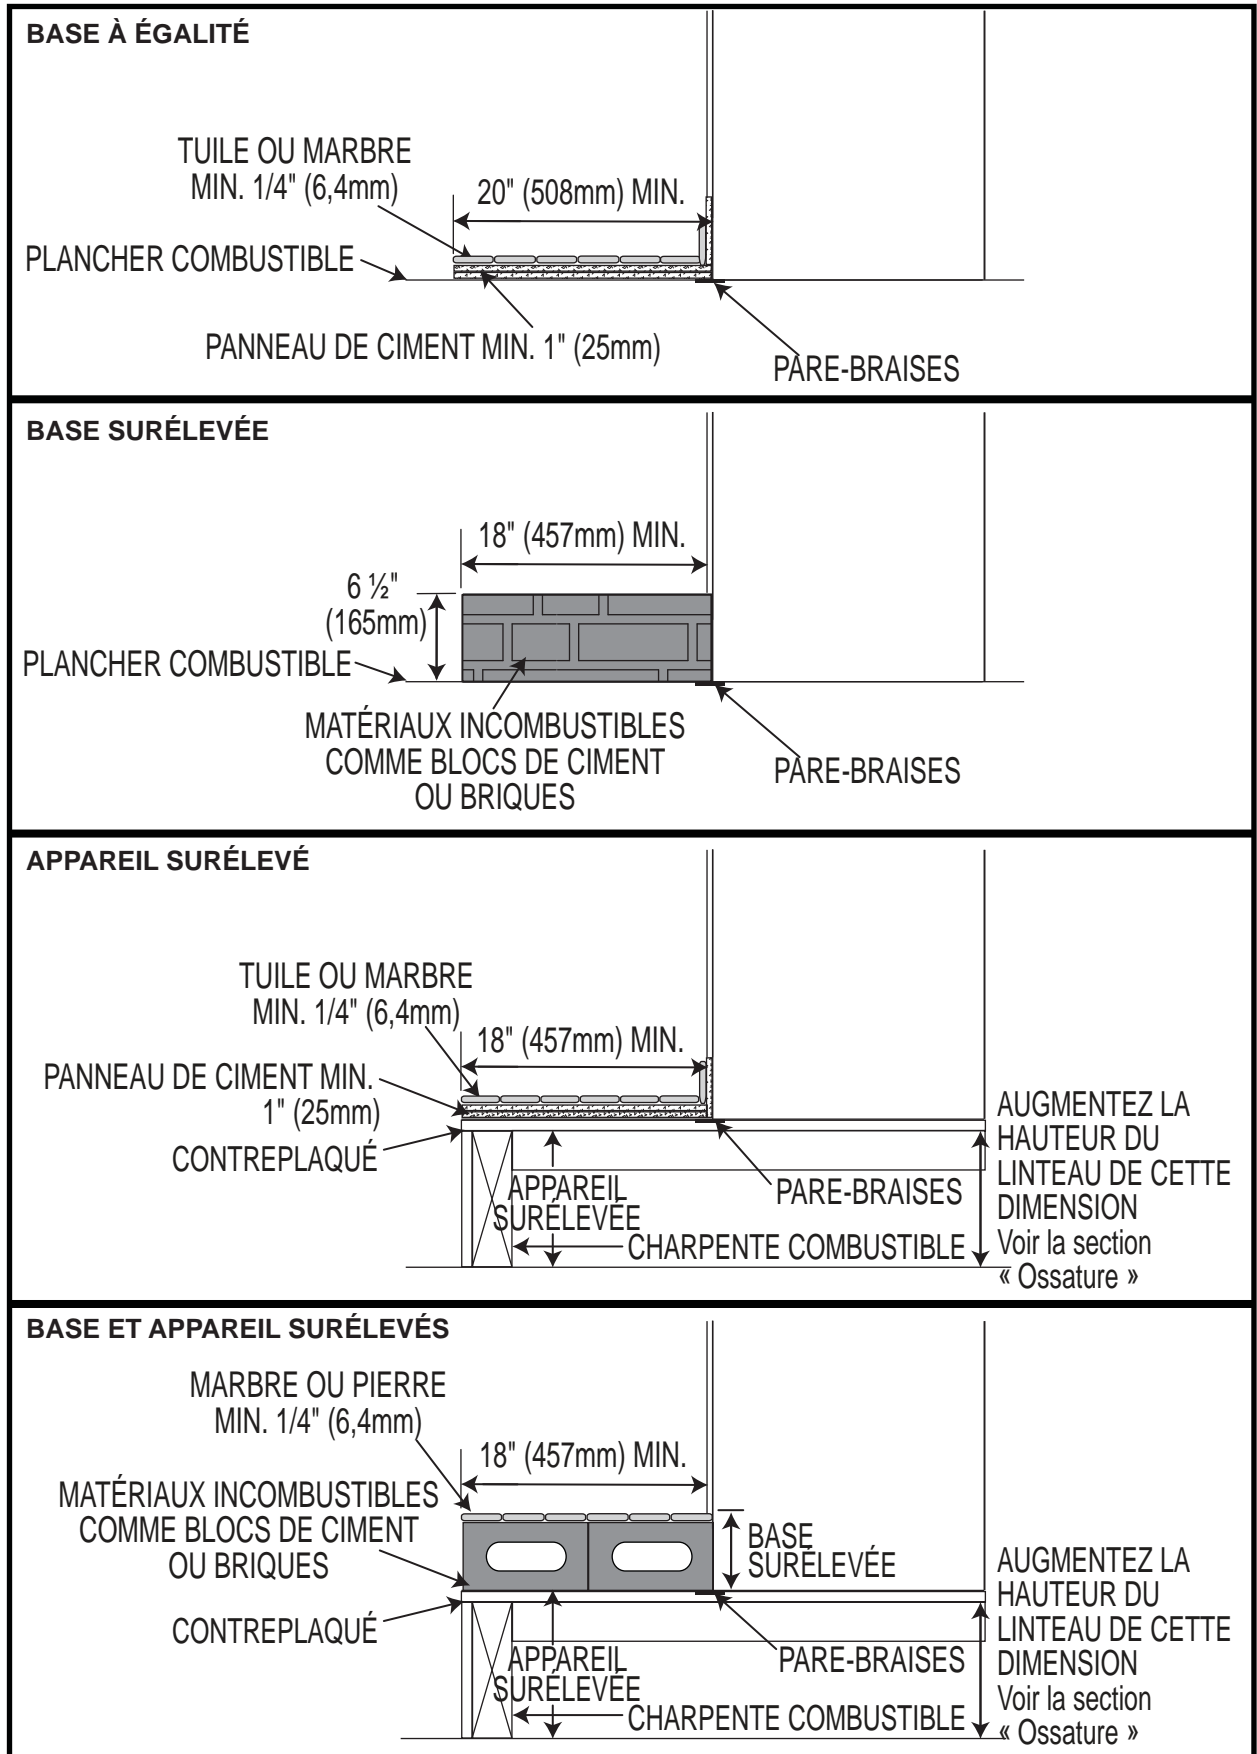 BASE À ÉGALITÉ
TUILE OU MARBRE
MIN. 1/4" (6,4mm)
20" (508mm) MIN.
PLANCHER COMBUSTIBLE
PANNEAU DE CIMENT MIN. 1" (25mm)
PARE-BRAISES
BASE SURÉLEVÉE
18" (457mm) MIN.
6 ½"
(165mm)
PLANCHER COMBUSTIBLE
MATÉRIAUX INCOMBUSTIBLES
COMME BLOCS DE CIMENT
OU BRIQUES
PARE-BRAISES
APPAREIL SURÉLEVÉ
TUILE OU MARBRE
MIN. 1/4" (6,4mm)
18" (457mm) MIN.
PANNEAU DE CIMENT MIN.
1" (25mm)
CONTREPLAQUÉ
APPAREIL
SURÉLEVÉE
PARE-BRAISES
CHARPENTE COMBUSTIBLE
AUGMENTEZ LA
HAUTEUR DU
LINTEAU DE CETTE
DIMENSION
Voir la section
« Ossature »
BASE ET APPAREIL SURÉLEVÉS
MARBRE OU PIERRE
MIN. 1/4" (6,4mm)
18" (457mm) MIN.
MATÉRIAUX INCOMBUSTIBLES
COMME BLOCS DE CIMENT
OU BRIQUES
BASE
SURÉLEVÉE
CONTREPLAQUÉ
APPAREIL
SURÉLEVÉE
PARE-BRAISES
CHARPENTE COMBUSTIBLE
AUGMENTEZ LA
HAUTEUR DU
LINTEAU DE CETTE
DIMENSION
Voir la section
« Ossature »